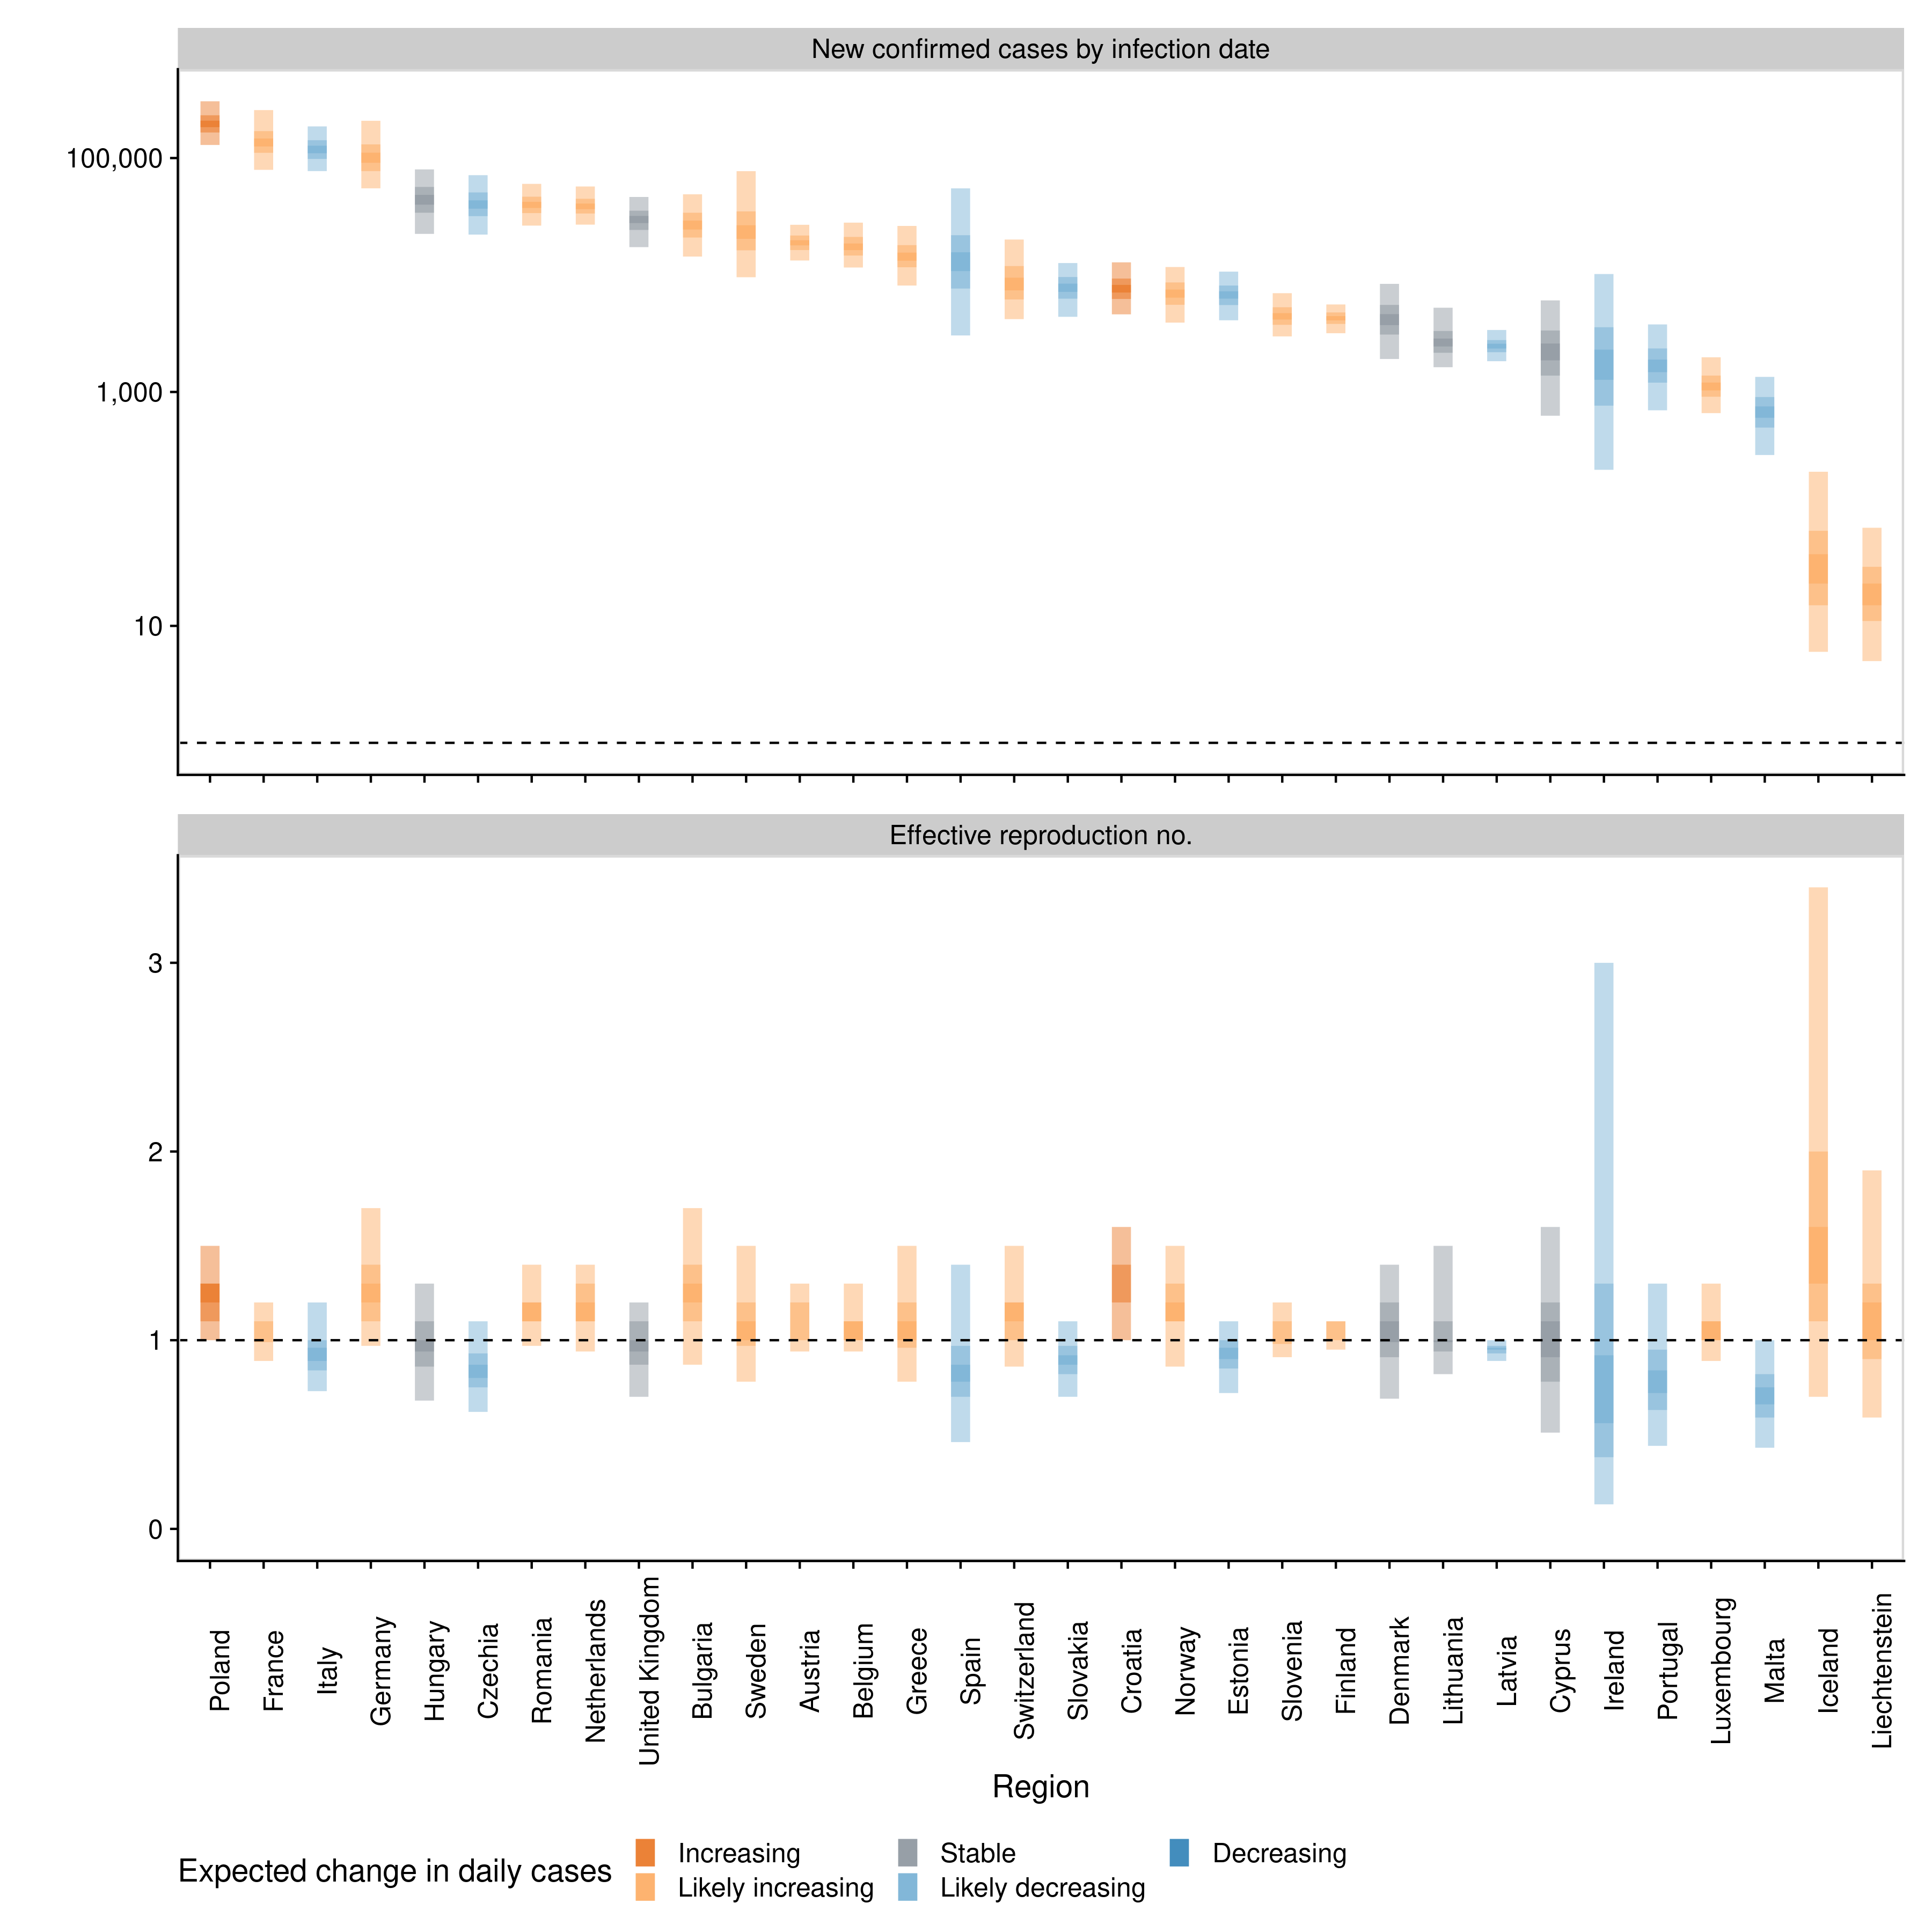 New confirmed cases by infection date
100,000
1,000
10
Effective reproduction no.
3
2
1
0
Poland
France
Italy
Germany
Hungary
Czechia
Romania
Netherlands
United Kingdom
Bulgaria
Sweden
Austria
Belgium
Greece
Spain
Switzerland
Slovakia
Croatia
Norway
Estonia
Slovenia
Finland
Denmark
Lithuania
Latvia
Cyprus
Ireland
Portugal
Luxembourg
Malta
Iceland
Liechtenstein
Region
Expected change in daily cases
Increasing
Likely increasing
Stable
Likely decreasing
Decreasing